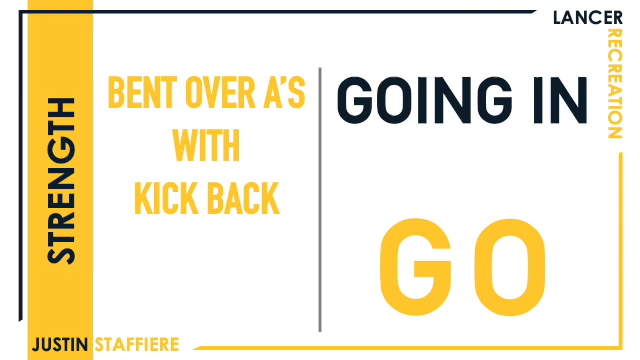 LANCER
RECREATION
STRENGTH
BENT OVER A'S
WITH
KICK BACK
GOING IN
GO
JUSTIN STAFFIERE